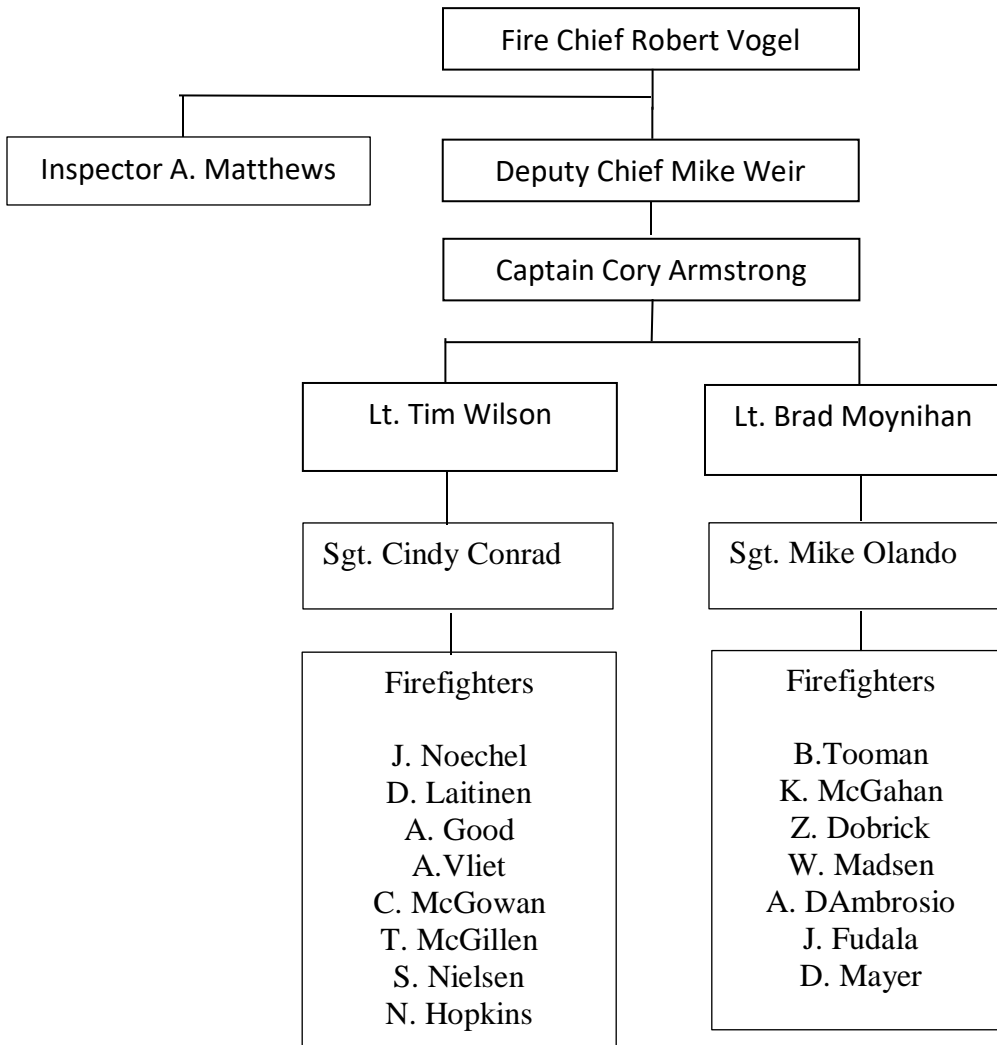 Fire Chief Robert Vogel
Inspector A. Matthews
Deputy Chief Mike Weir
Captain Cory Armstrong
Lt. Tim Wilson
Lt. Brad Moynihan
Sgt. Cindy Conrad
Sgt. Mike Olando
Firefighters
J. Noechel
D. Laitinen
A. Good
A.Vliet
C. McGowan
T. McGillen
S. Nielsen
N. Hopkins
Firefighters
B.Tooman
K. McGahan
Z. Dobrick
W. Madsen
A. DAmbrosio
J. Fudala
D. Mayer